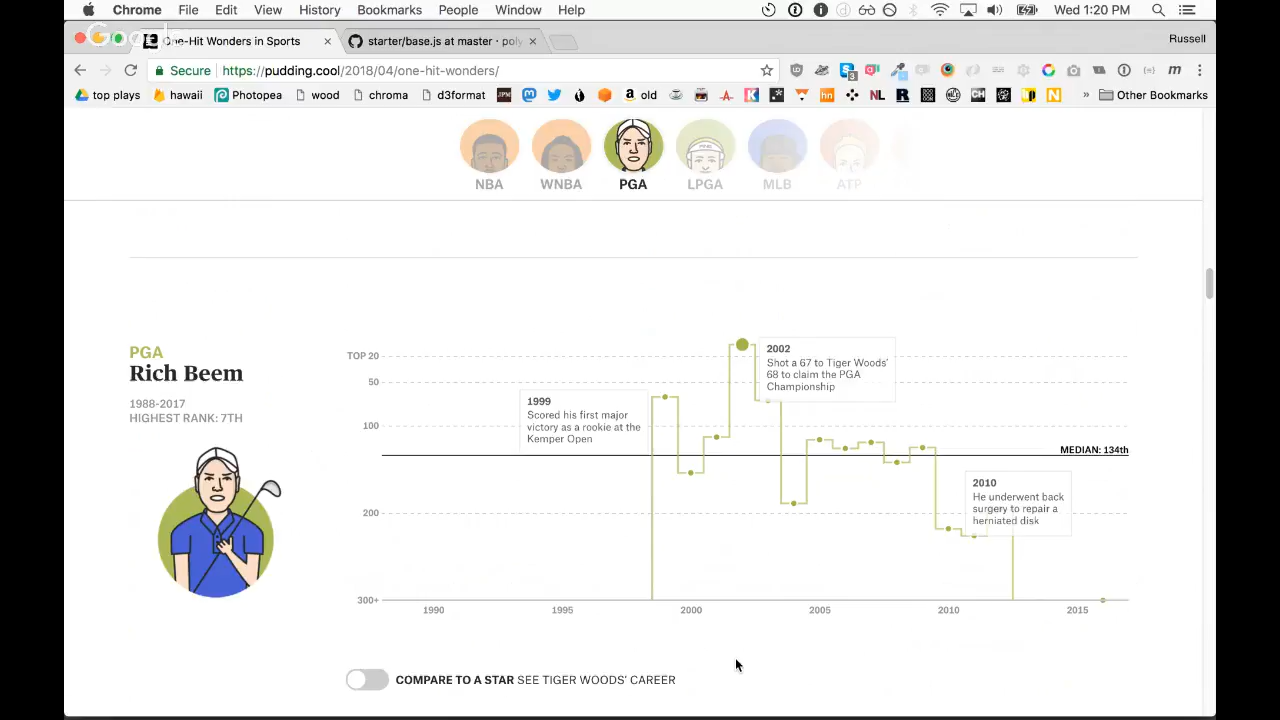 Chrome File Edit View History Bookmarks People Window Help Wed 1:20 PM
Google
One-Hit Wonders in Sports
starter/base.js at master · poly
Russell
Secure https://pudding.cool/2018/04/one-hit-wonders/
top plays hawaii Photopea wood chroma d3format old Other Bookmarks
NBA WNBA PGA LPGA MLB ATP
PGA
Rich Beem
1988-2017
HIGHEST RANK: 7TH
TOP 20
50
100
200
300+
1999
Scored his first major
victory as a rookie at the
Kemper Open
2002
Shot a 67 to Tiger Woods'
68 to claim the PGA
Championship
MEDIAN: 134th
2010
He underwent back
surgery to repair a
herniated disk
1990 1995 2000 2005 2010 2015
COMPARE TO A STAR SEE TIGER WOODS' CAREER